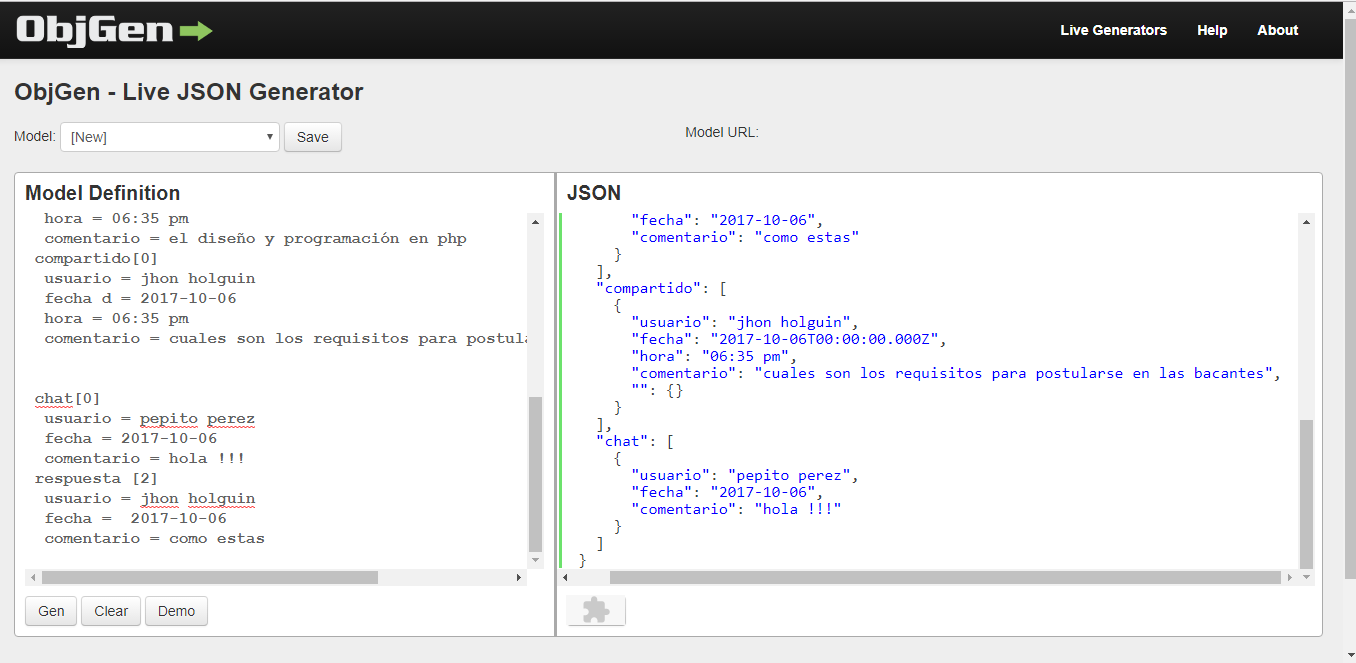 ObjGen
Live Generators Help About
ObjGen - Live JSON Generator
Model: [New] Save
Model URL:
Model Definition
hora = 06:35 pm
comentario = el diseño y programación en php
compartido[0]
usuario = jhon holguin
fecha d = 2017-10-06
hora = 06:35 pm
comentario = cuales son los requisitos para postula
chat[0]
usuario = pepito perez
fecha = 2017-10-06
comentario = hola !!!
respuesta [2]
usuario = jhon holguin
fecha =  2017-10-06
comentario = como estas
Gen Clear Demo
JSON
"fecha": "2017-10-06",
"comentario": "como estas"
}
],
"compartido": [
{
"usuario": "jhon holguin",
"fecha": "2017-10-06T00:00:00.000Z",
"hora": "06:35 pm",
"comentario": "cuales son los requisitos para postularse en las bacantes",
"": {}
}
],
"chat": [
{
"usuario": "pepito perez",
"fecha": "2017-10-06",
"comentario": "hola !!!"
}
]
}